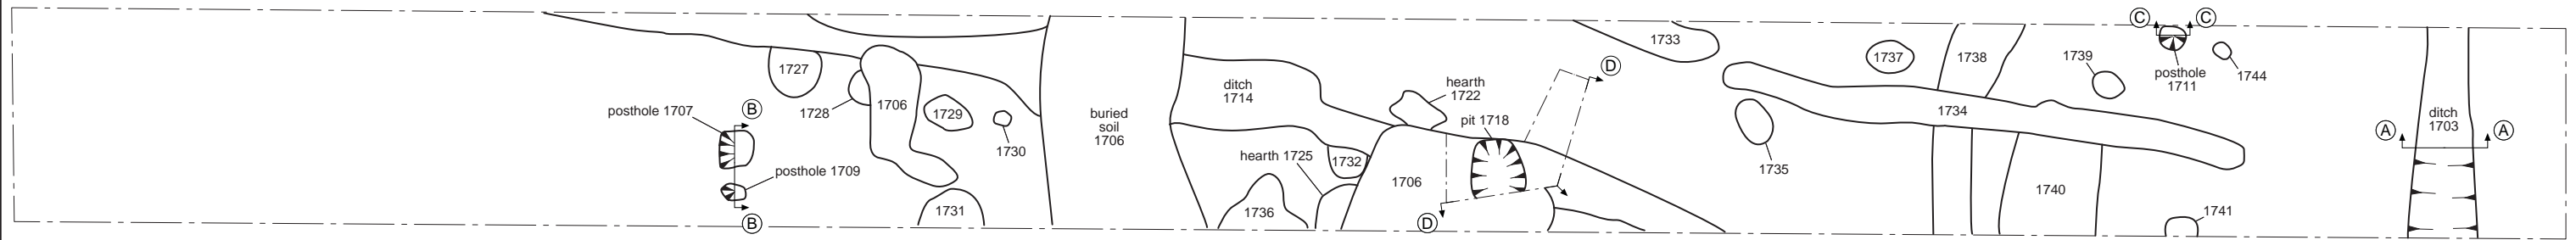 1727
posthole 1707
B
B
posthole 1709
1728
1706
1729
1730
1731
buried
soil
1706
ditch
1714
hearth
1722
pit 1718
hearth 1725
1732
1736
1706
D
D
1733
1735
1737
1738
1734
1739
1740
1741
C
C
posthole
1711
1744
ditch
1703
A
A